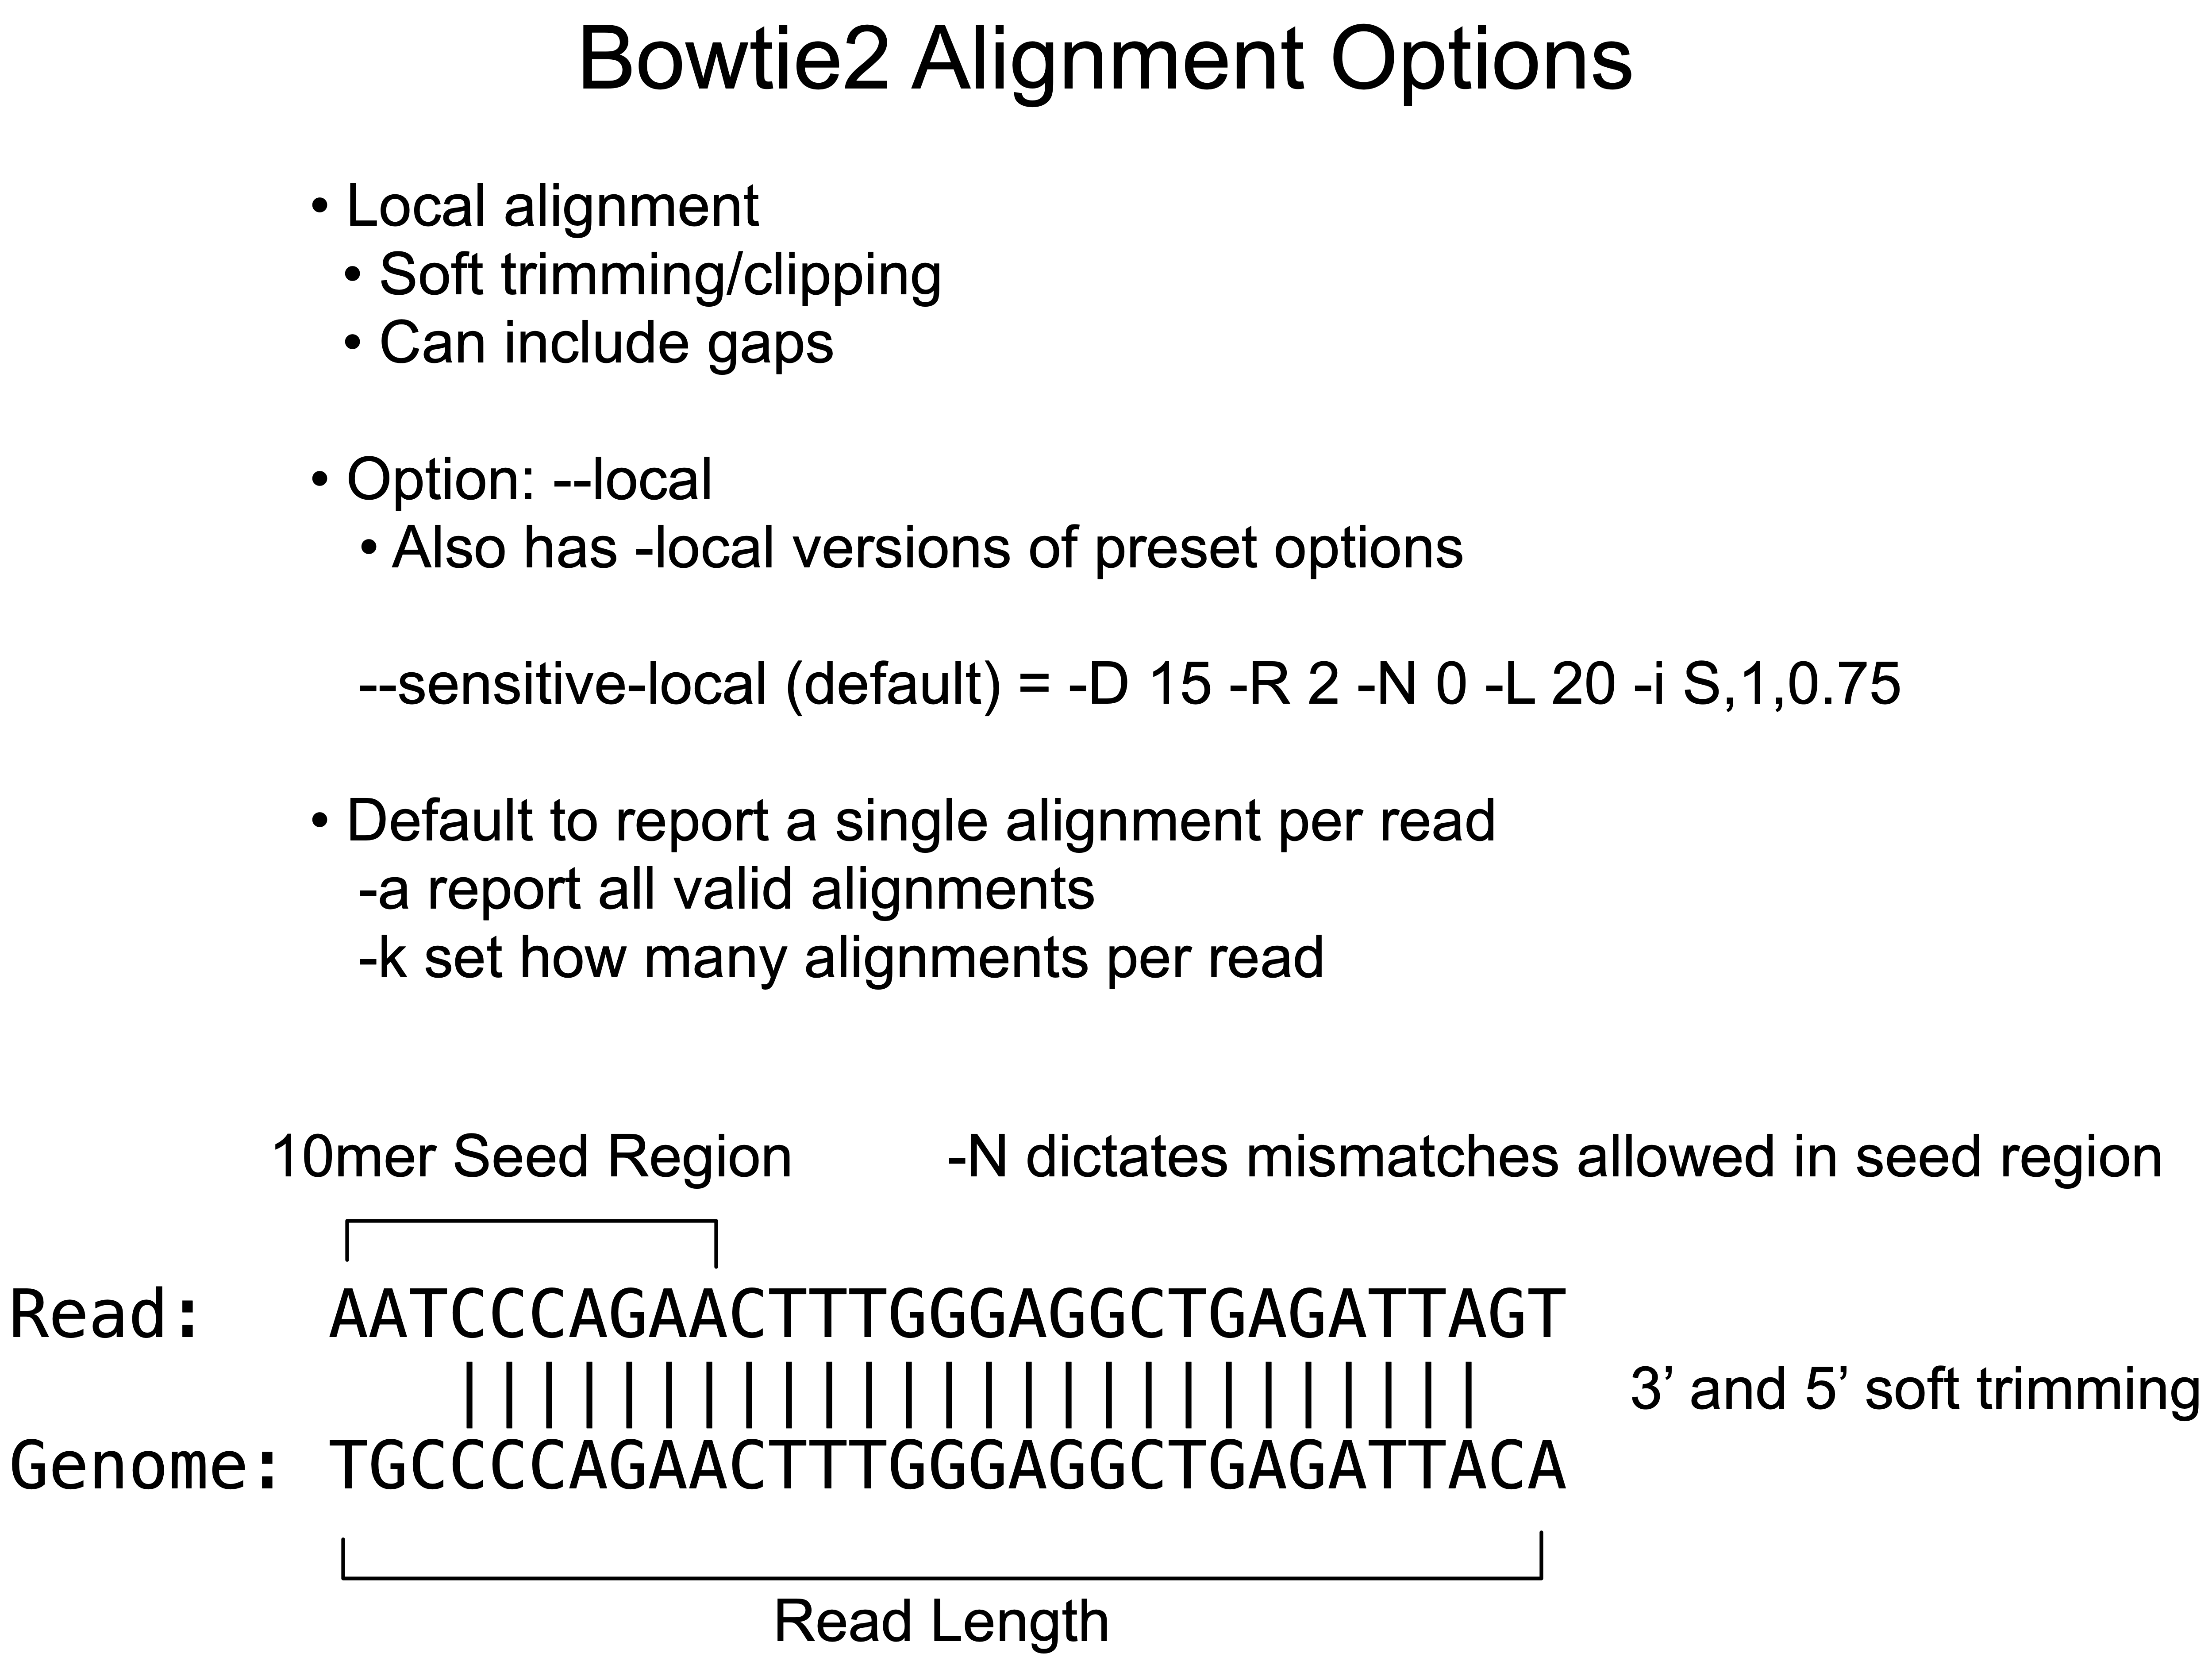 Bowtie2 Alignment Options
• Local alignment
• Soft trimming/clipping
• Can include gaps
• Option: --local
• Also has -local versions of preset options
--sensitive-local (default) = -D 15 -R 2 -N 0 -L 20 -i S,1,0.75
• Default to report a single alignment per read
-a report all valid alignments
-k set how many alignments per read
10mer Seed Region
-N dictates mismatches allowed in seed region
Read: AATCCCAGAACTTTGGGAGGCTGAGATTAGT
||||||||||||||||||||||||||
3’ and 5’ soft trimming
Genome: TGCCCCAGAACTTTGGGAGGCTGAGATTACA
Read Length